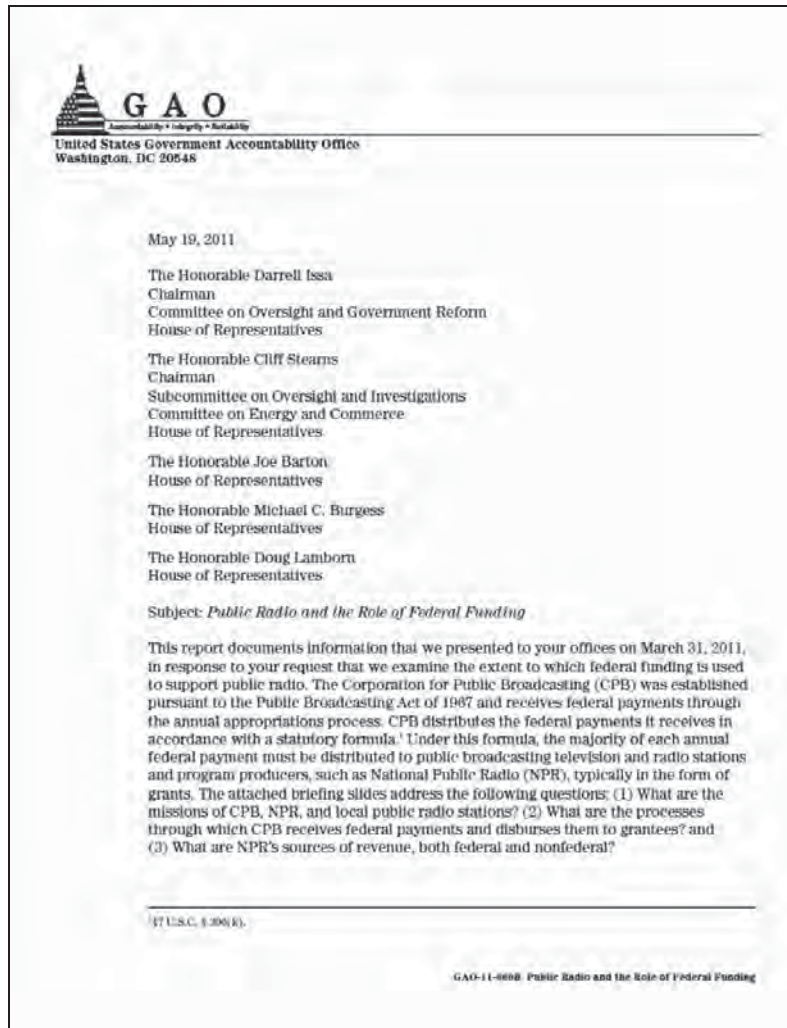 G A O
Accountability • Integrity • Reliability
United States Government Accountability Office
Washington, DC 20548
May 19, 2011
The Honorable Darrell Issa
Chairman
Committee on Oversight and Government Reform
House of Representatives
The Honorable Cliff Stearns
Chairman
Subcommittee on Oversight and Investigations
Committee on Energy and Commerce
House of Representatives
The Honorable Joe Barton
House of Representatives
The Honorable Michael C. Burgess
House of Representatives
The Honorable Doug Lamborn
House of Representatives
Subject: Public Radio and the Role of Federal Funding
This report documents information that we presented to your offices on March 31, 2011,
in response to your request that we examine the extent to which federal funding is used
to support public radio. The Corporation for Public Broadcasting (CPB) was established
pursuant to the Public Broadcasting Act of 1967 and receives federal payments through
the annual appropriations process. CPB distributes the federal payments it receives in
accordance with a statutory formula.¹ Under this formula, the majority of each annual
federal payment must be distributed to public broadcasting television and radio stations
and program producers, such as National Public Radio (NPR), typically in the form of
grants. The attached briefing slides address the following questions: (1) What are the
missions of CPB, NPR, and local public radio stations? (2) What are the processes
through which CPB receives federal payments and disburses them to grantees? and
(3) What are NPR's sources of revenue, both federal and nonfederal?
¹47 U.S.C. §
Public Radio and the Role of Federal Funding